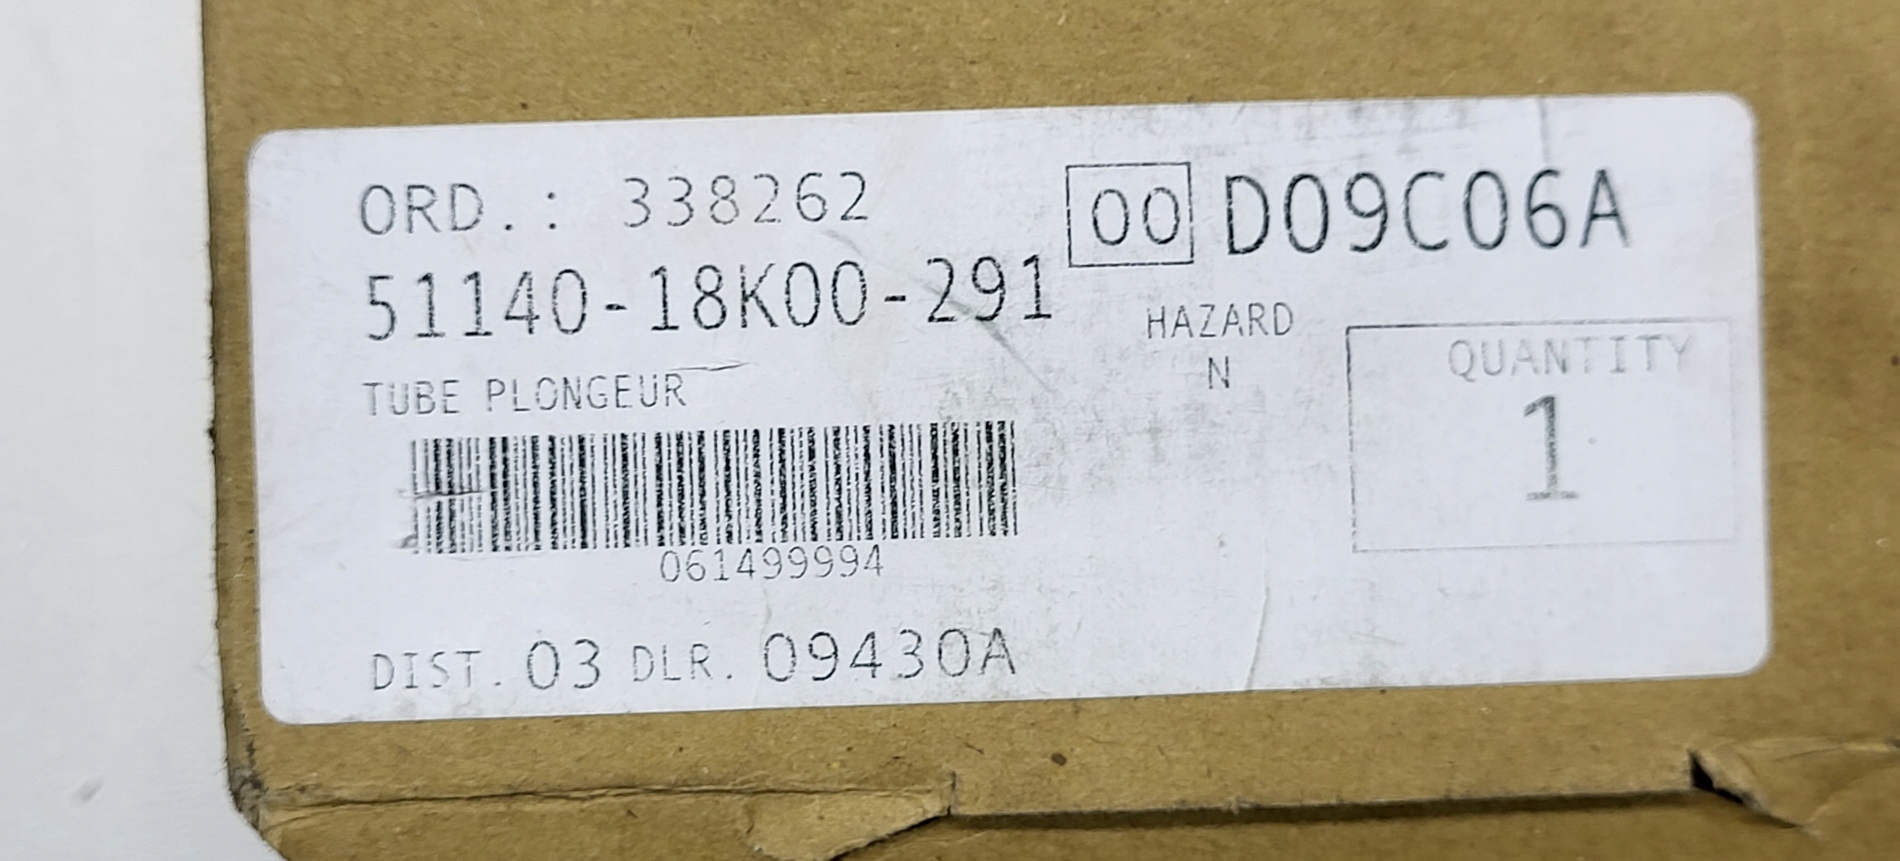 ORD.: 338262
00 D09C06A
51140-18K00-291
HAZARD
N
TUBE PLONGEUR
QUANTITY
1
061499994
DIST. 03 DLR. 09430A